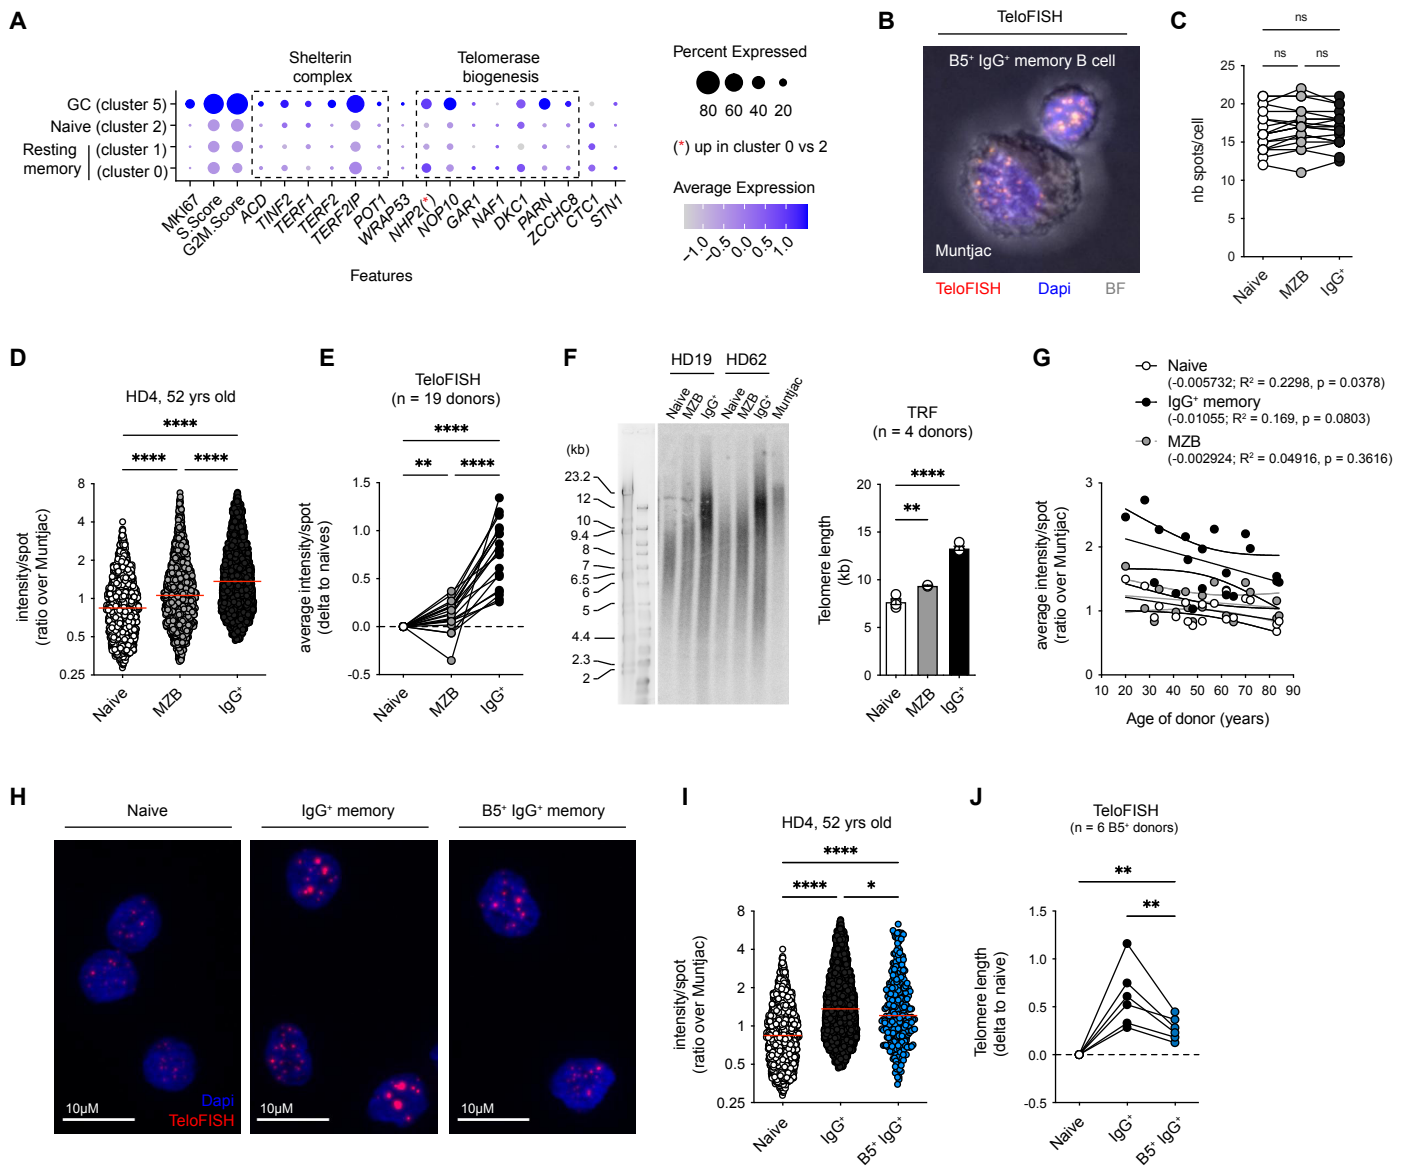 A
Shelterin
complex
Telomerase
biogenesis
GC (cluster 5)
Naive (cluster 2)
Resting
memory
(cluster 1)
(cluster 0)
MKI67
S.Score
G2M.Score
ACD
TINF2
TERF1
TERF2
TERF2IP
POT1
WRAP53
NHP2(*)
NOP10
GAR1
NAF1
DKC1
PARN
ZCCHC8
CTC1
STN1
Features
Percent Expressed
80 60 40 20
(*) up in cluster 0 vs 2
Average Expression
−1.0 −0.5 0.0 0.5 1.0
B
TeloFISH
B5⁺ IgG⁺ memory B cell
Muntjac
TeloFISH Dapi BF
C
ns
ns ns
nb spots/cell
25
20
15
10
5
0
Naive MZB IgG⁺
D
HD4, 52 yrs old
****
**** ****
intensity/spot
(ratio over Muntjac)
8
4
2
1
0.5
0.25
Naive MZB IgG⁺
E
TeloFISH
(n = 19 donors)
****
** ****
average intensity/spot
(delta to naives)
1.5
1.0
0.5
0.0
-0.5
Naive MZB IgG⁺
F
HD19 HD62
Naive MZB IgG⁺ Naive MZB IgG⁺ Muntjac
(kb)
23.2
12
10
9.4
8
7
6.5
6
5
4.4
2.3
2
TRF
(n = 4 donors)
****
**
Telomere length
(kb)
20
15
10
5
0
Naive MZB IgG⁺
G
Naive
(-0.005732; R² = 0.2298, p = 0.0378)
IgG⁺ memory
(-0.01055; R² = 0.169, p = 0.0803)
MZB
(-0.002924; R² = 0.04916, p = 0.3616)
average intensity/spot
(ratio over Muntjac)
3
2
1
0
10 20 30 40 50 60 70 80 90
Age of donor (years)
H
Naive IgG⁺ memory B5⁺ IgG⁺ memory
Dapi
TeloFISH
10µM 10µM 10µM
I
HD4, 52 yrs old
****
**** *
intensity/spot
(ratio over Muntjac)
8
4
2
1
0.5
0.25
Naive IgG⁺ B5⁺ IgG⁺
J
TeloFISH
(n = 6 B5⁺ donors)
**
**
Telomere length
(delta to naive)
1.5
1.0
0.5
0.0
-0.5
Naive IgG⁺ B5⁺ IgG⁺